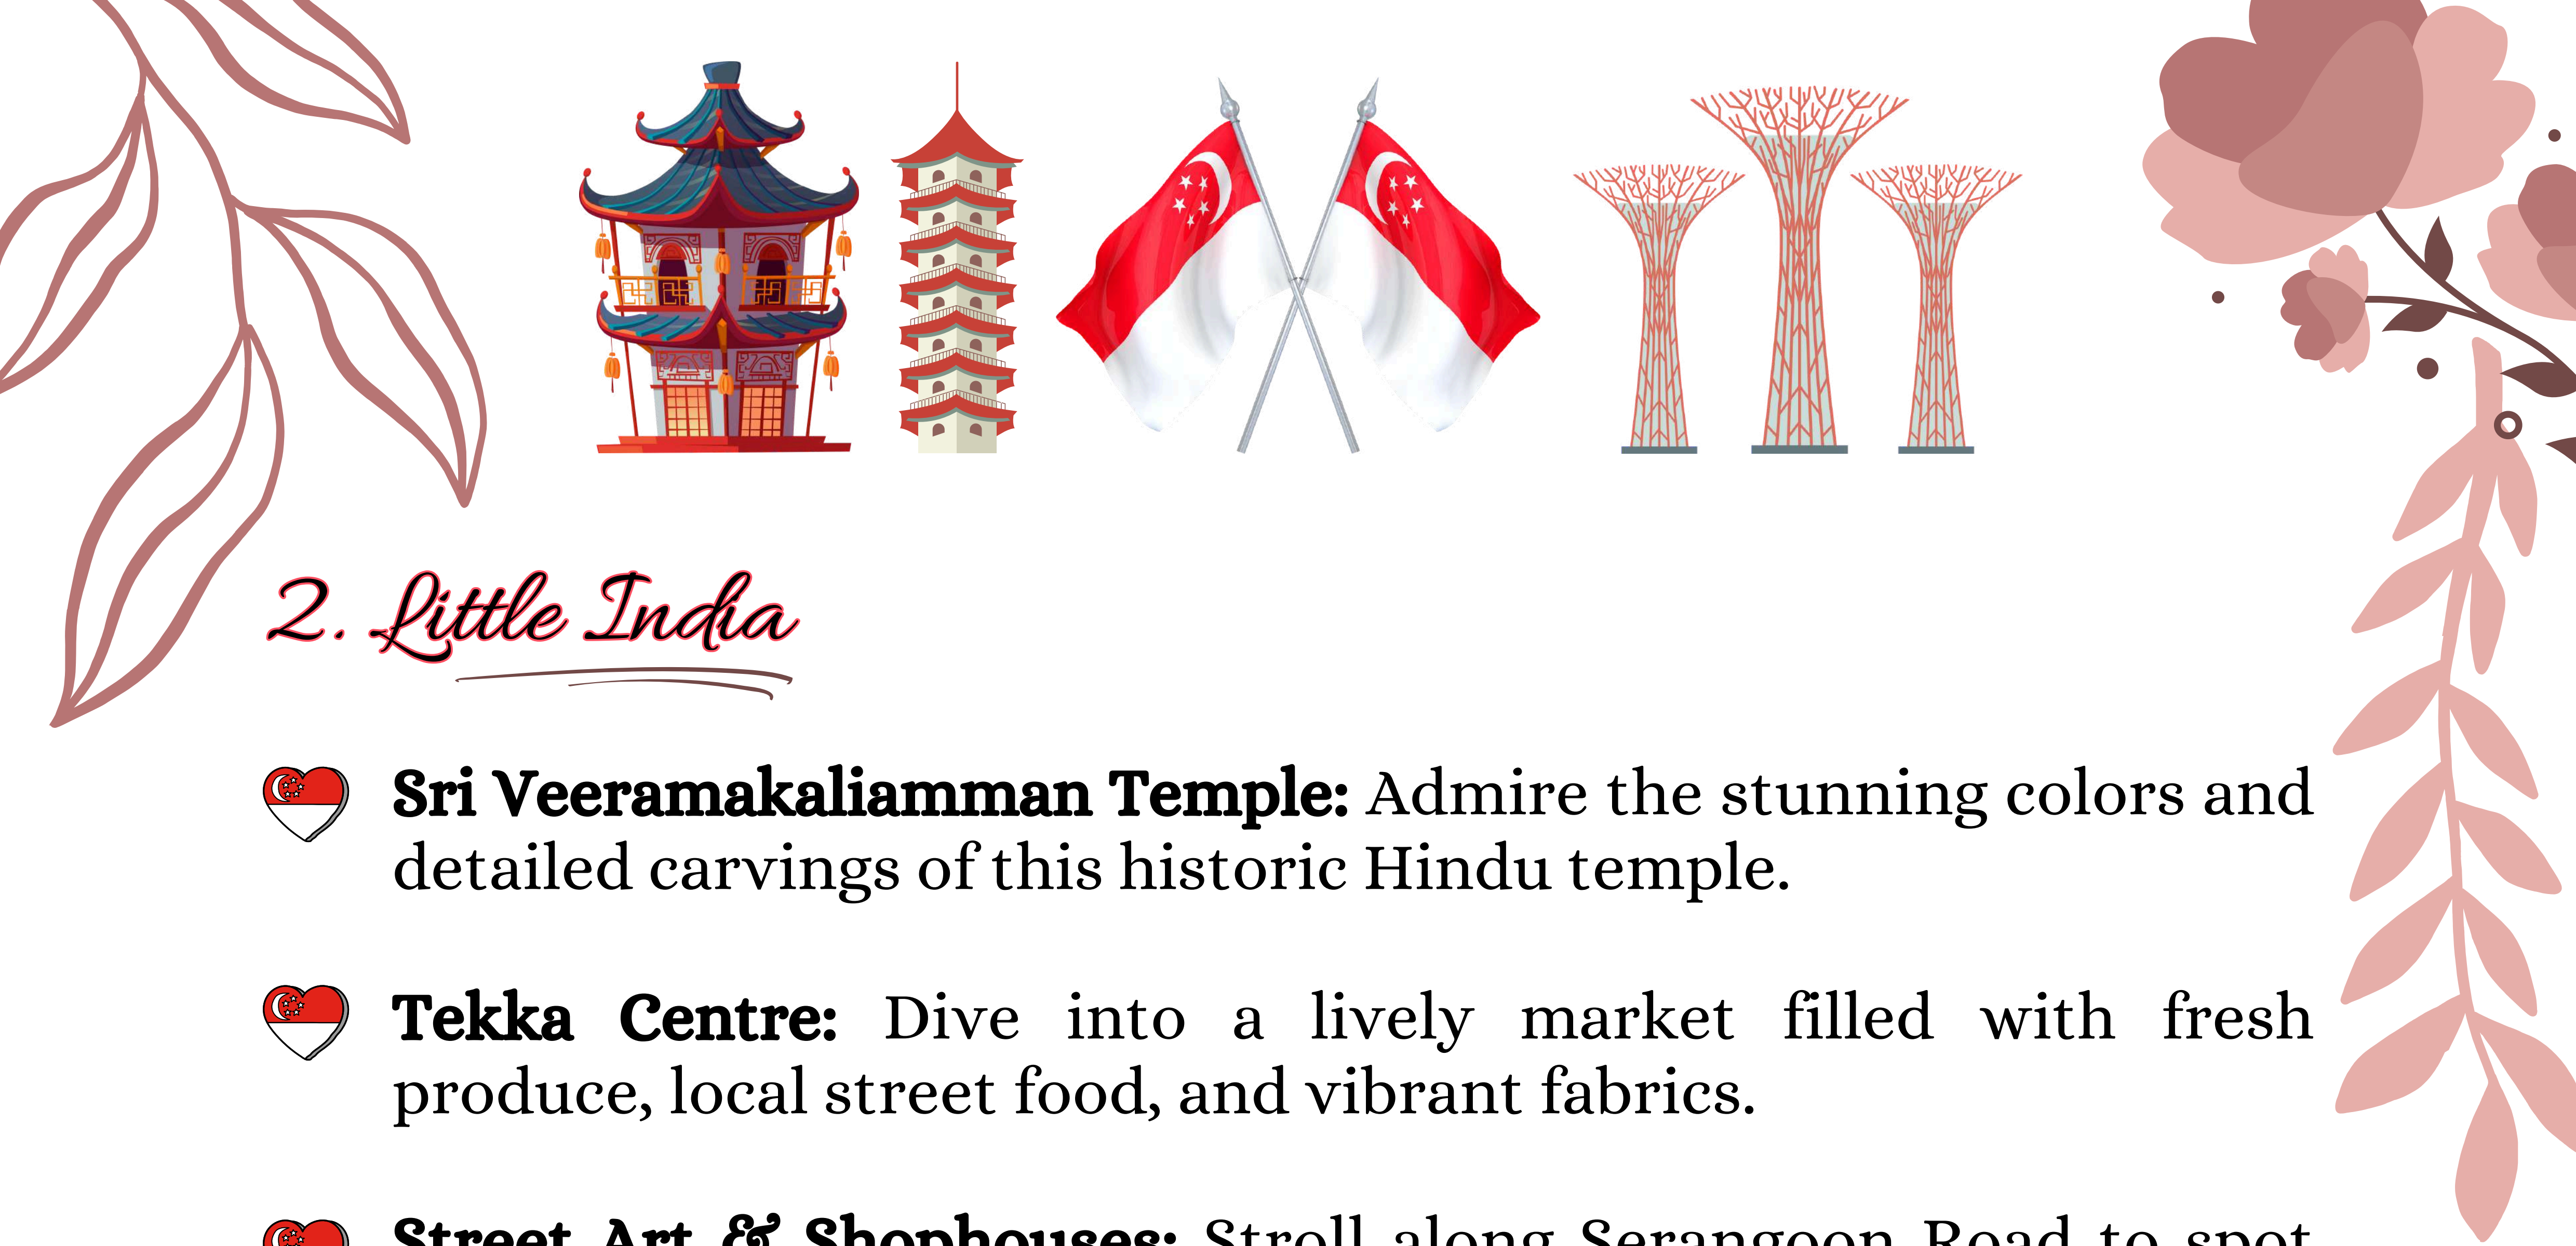 2. Little India
Sri Veeramakaliamman Temple: Admire the stunning colors and
detailed carvings of this historic Hindu temple.
Tekka Centre: Dive into a lively market filled with fresh
produce, local street food, and vibrant fabrics.
Street Art & Shophouses: Stroll along Serangoon Road to spot